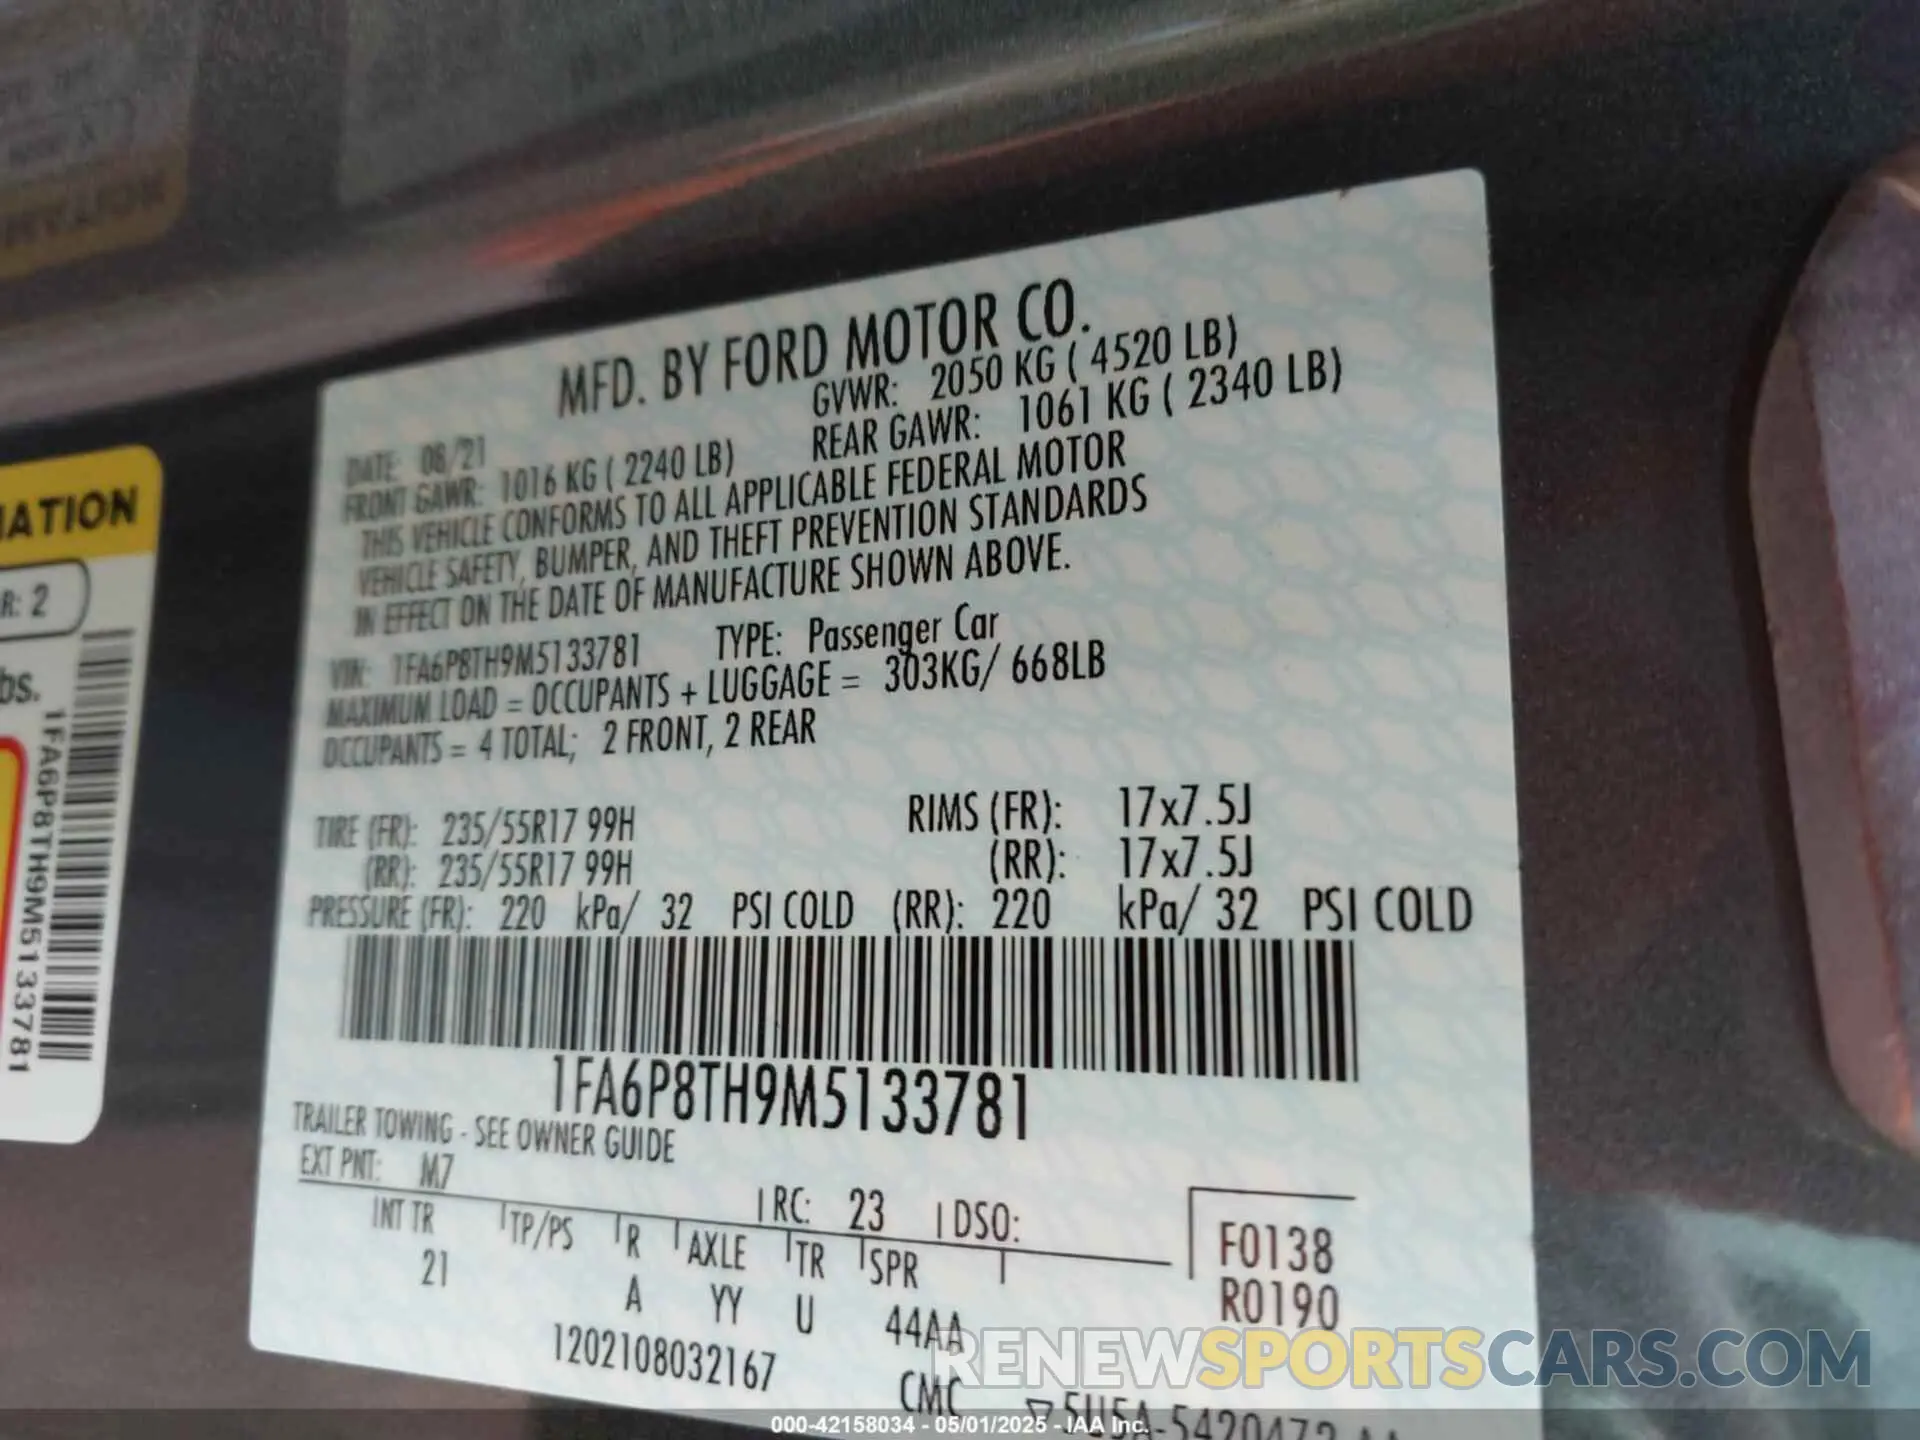 MFD. BY FORD MOTOR CO.
DATE: 08/21 GVWR: 2050 KG ( 4520 LB)
FRONT GAWR: 1016 KG ( 2240 LB) REAR GAWR: 1061 KG ( 2340 LB)
THIS VEHICLE CONFORMS TO ALL APPLICABLE FEDERAL MOTOR
VEHICLE SAFETY, BUMPER, AND THEFT PREVENTION STANDARDS
IN EFFECT ON THE DATE OF MANUFACTURE SHOWN ABOVE.
VIN: 1FA6P8TH9M5133781 TYPE: Passenger Car
MAXIMUM LOAD = OCCUPANTS + LUGGAGE = 303KG/ 668LB
OCCUPANTS = 4 TOTAL; 2 FRONT, 2 REAR
TIRE (FR): 235/55R17 99H RIMS (FR): 17x7.5J
(RR): 235/55R17 99H (RR): 17x7.5J
PRESSURE (FR): 220 kPa/ 32 PSI COLD (RR): 220 kPa/ 32 PSI COLD
1FA6P8TH9M5133781
TRAILER TOWING - SEE OWNER GUIDE
EXT PNT: M7 RC: 23 DSO:
INT TR TP/PS R AXLE TR SPR
21 A YY U 44AA
F0138
R0190
1202108032167
CMC
IATION
R: 2
bs.
1FA6P8TH9M5133781
RENEWSPORTSCARS.COM
000-42158034 - 05/01/2025 - IAA Inc.